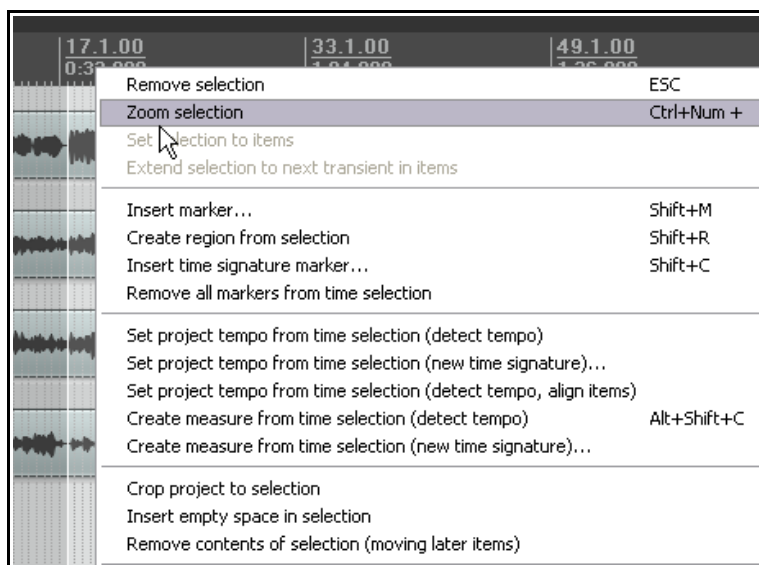 17.1.00 33.1.00 49.1.00
Remove selection ESC
Zoom selection Ctrl+Num +
Set selection to items
Extend selection to next transient in items
Insert marker... Shift+M
Create region from selection Shift+R
Insert time signature marker... Shift+C
Remove all markers from time selection
Set project tempo from time selection (detect tempo)
Set project tempo from time selection (new time signature)...
Set project tempo from time selection (detect tempo, align items)
Create measure from time selection (detect tempo) Alt+Shift+C
Create measure from time selection (new time signature)...
Crop project to selection
Insert empty space in selection
Remove contents of selection (moving later items)